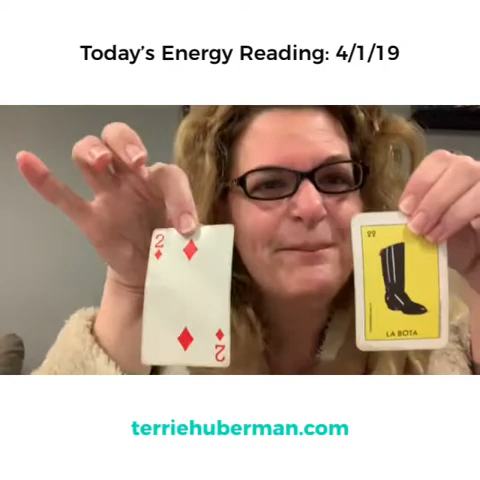 Today's Energy Reading: 4/1/19
2
22
2
LA BOTA
terriehuberman.com